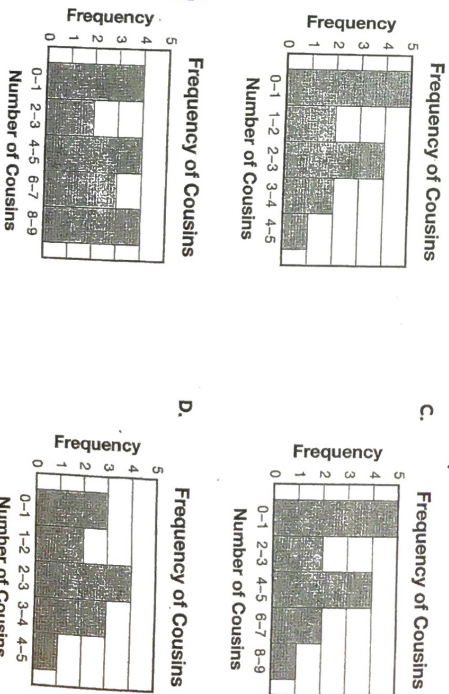 Frequency of Cousins
Frequency
5
4
3
2
1
0
0–1 1–2 2–3 3–4 4–5
Number of Cousins
C.
Frequency of Cousins
Frequency
5
4
3
2
1
0
0–1 2–3 4–5 6–7 8–9
Number of Cousins
Frequency of Cousins
Frequency
5
4
3
2
1
0
0–1 2–3 4–5 6–7 8–9
Number of Cousins
D.
Frequency of Cousins
Frequency
5
4
3
2
1
0
0–1 1–2 2–3 3–4 4–5
Number of Cousins